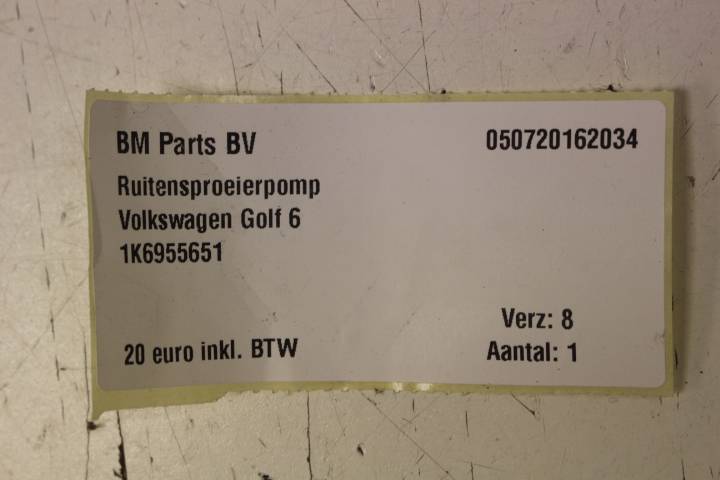 BM Parts BV 050720162034
Ruitensproeierpomp
Volkswagen Golf 6
1K6955651
Verz: 8
20 euro inkl. BTW Aantal: 1